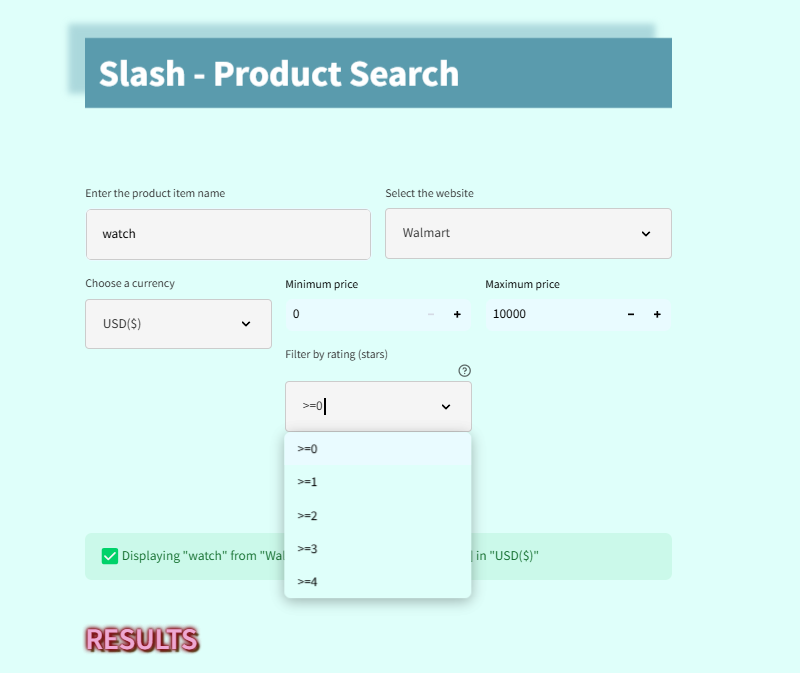 Slash - Product Search
Enter the product item name
Select the website
watch
Walmart
Choose a currency
Minimum price
Maximum price
USD($)
0
10000
Filter by rating (stars)
>=0
>=0
>=1
>=2
>=3
>=4
Displaying "watch" from "Wal in "USD($)"
RESULTS